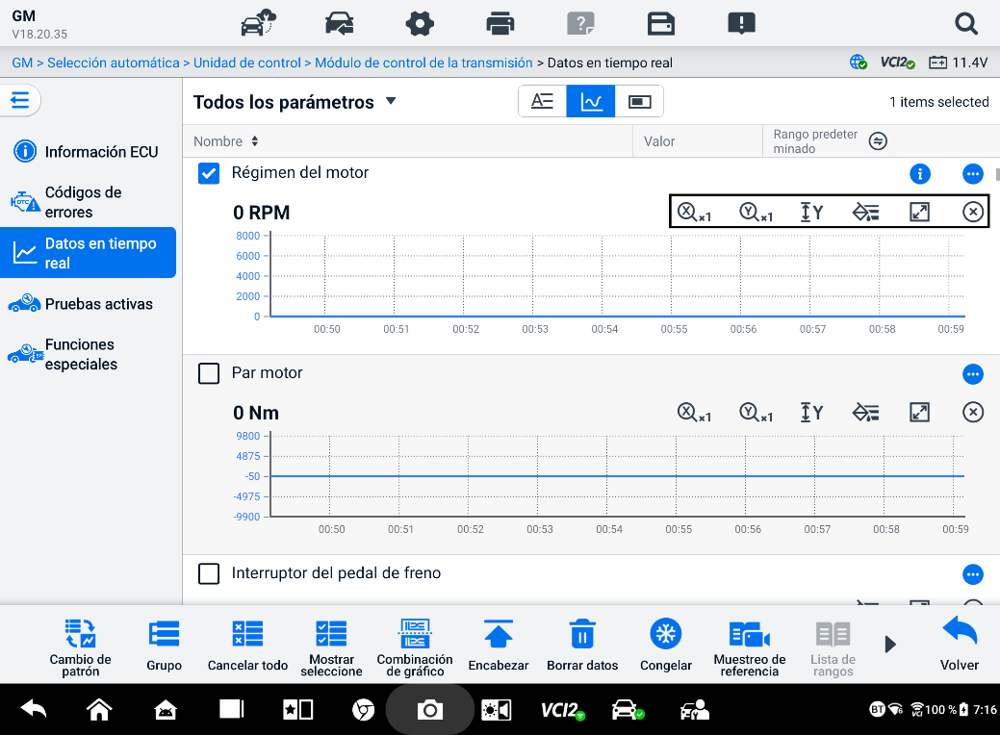 GM
V18.20.35
GM > Selección automática > Unidad de control > Módulo de control de la transmisión > Datos en tiempo real
VCI2
11.4V
Todos los parámetros
1 items selected
Nombre
Valor
Rango predeter
minado
Información ECU
Códigos de
errores
Datos en tiempo
real
Pruebas activas
Funciones
especiales
Régimen del motor
0 RPM
X ×1
Y ×1
Y
8000
6000
4000
2000
0
00:50 00:51 00:52 00:53 00:54 00:55 00:56 00:57 00:58 00:59
Par motor
0 Nm
X ×1
Y ×1
Y
9800
4875
-50
-4975
-9900
00:50 00:51 00:52 00:53 00:54 00:55 00:56 00:57 00:58 00:59
Interruptor del pedal de freno
Cambio de
patrón
Grupo
Cancelar todo
Mostrar
seleccione
Combinación
de gráfico
Encabezar
Borrar datos
Congelar
Muestreo de
referencia
Lista de
rangos
Volver
VCI2
BT
6
VCI
100 %
7:16